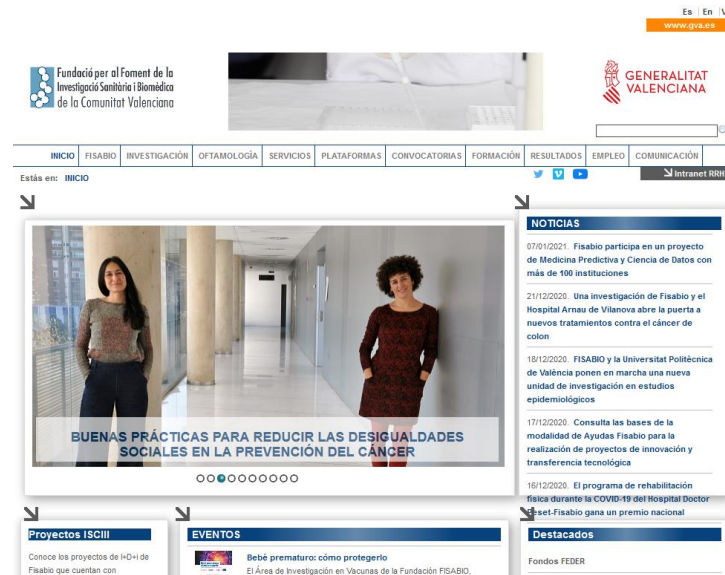 Es En V
www.gva.es
Fundació per al Foment de la
Investigació Sanitària i Biomèdica
de la Comunitat Valenciana
GENERALITAT
VALENCIANA
INICIO FISABIO INVESTIGACIÓN OFTAMOLOGÍA SERVICIOS PLATAFORMAS CONVOCATORIAS FORMACIÓN RESULTADOS EMPLEO COMUNICACIÓN
Estás en: INICIO
Intranet RRH
NOTICIAS
07/01/2021. Fisabio participa en un proyecto
de Medicina Predictiva y Ciencia de Datos con
más de 100 instituciones
21/12/2020. Una investigación de Fisabio y el
Hospital Arnau de Vilanova abre la puerta a
nuevos tratamientos contra el cáncer de
colon
18/12/2020. FISABIO y la Universitat Politècnica
de València ponen en marcha una nueva
unidad de investigación en estudios
epidemiológicos
17/12/2020. Consulta las bases de la
modalidad de Ayudas Fisabio para la
realización de proyectos de innovación y
transferencia tecnológica
16/12/2020. El programa de rehabilitación
física durante la COVID-19 del Hospital Doctor
Peset-Fisabio gana un premio nacional
BUENAS PRÁCTICAS PARA REDUCIR LAS DESIGUALDADES
SOCIALES EN LA PREVENCIÓN DEL CÁNCER
Proyectos ISCIII
Conoce los proyectos de I+D+i de
Fisabio que cuentan con
EVENTOS
Bebé prematuro: cómo protegerlo
El Área de Investigación en Vacunas de la Fundación FISABIO,
Destacados
Fondos FEDER